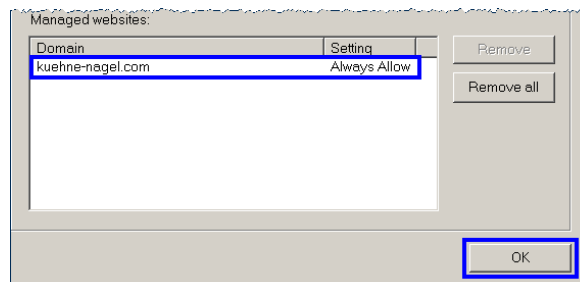 Managed websites:
Domain Setting
Remove
kuehne-nagel.com Always Allow
Remove all
OK